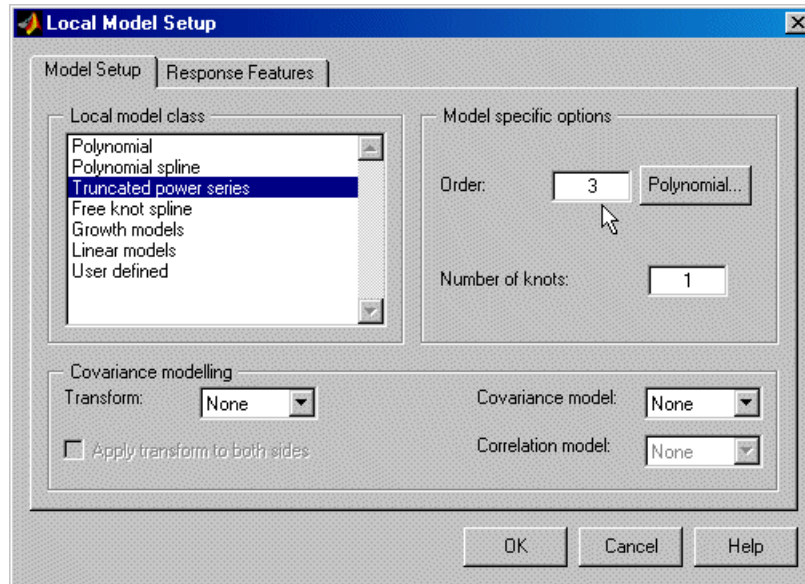 Local Model Setup
Model Setup
Response Features
Local model class
Polynomial
Polynomial spline
Truncated power series
Free knot spline
Growth models
Linear models
User defined
Model specific options
Order:
3
Polynomial...
Number of knots:
1
Covariance modelling
Transform:
None
Apply transform to both sides
Covariance model:
None
Correlation model:
None
OK
Cancel
Help